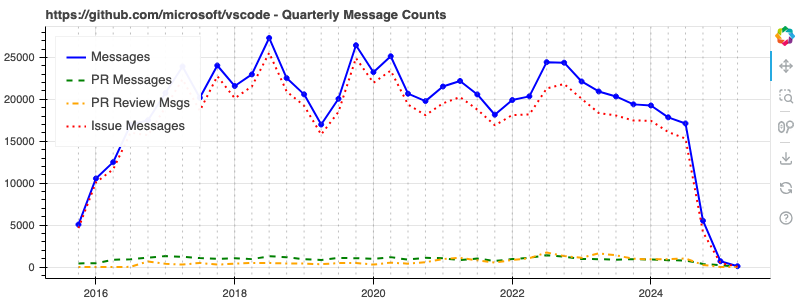 https://github.com/microsoft/vscode - Quarterly Message Counts
Messages
PR Messages
PR Review Msgs
Issue Messages
25000
20000
15000
10000
5000
0
2016
2018
2020
2022
2024